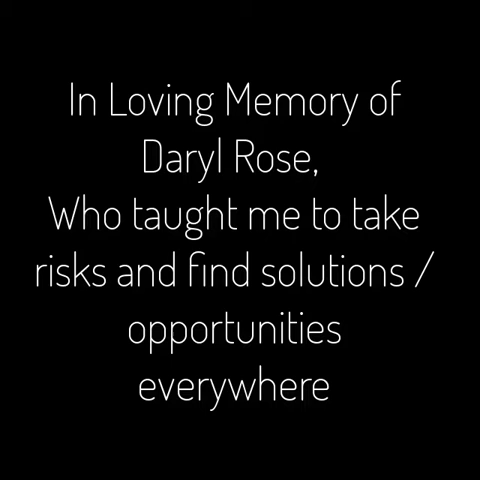 In Loving Memory of
Daryl Rose,
Who taught me to take
risks and find solutions /
opportunities
everywhere